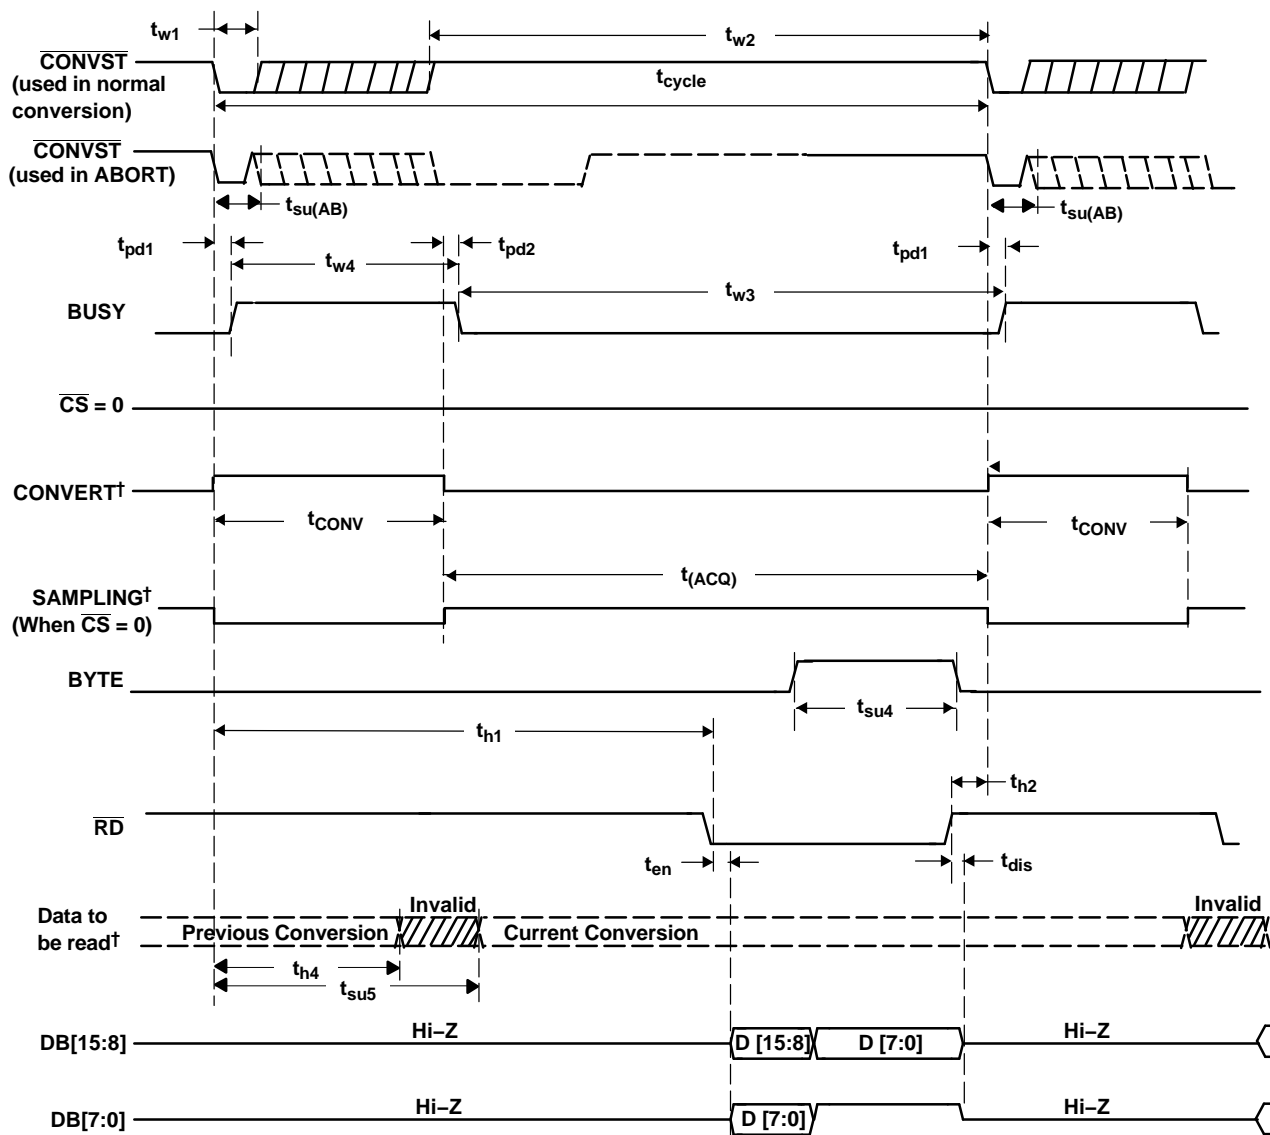 tw1
tw2
CONVST
(used in normal
conversion)
tcycle
CONVST
(used in ABORT)
tsu(AB)
tsu(AB)
tpd1
tw4
tpd2
tpd1
tw3
BUSY
CS = 0
CONVERT†
tCONV
tCONV
t(ACQ)
SAMPLING†
(When CS = 0)
BYTE
tsu4
th1
th2
RD
ten
tdis
Data to
be read†
Invalid
Invalid
Previous Conversion
Current Conversion
th4
tsu5
DB[15:8]
Hi–Z
D [15:8]
D [7:0]
Hi–Z
DB[7:0]
Hi–Z
D [7:0]
Hi–Z